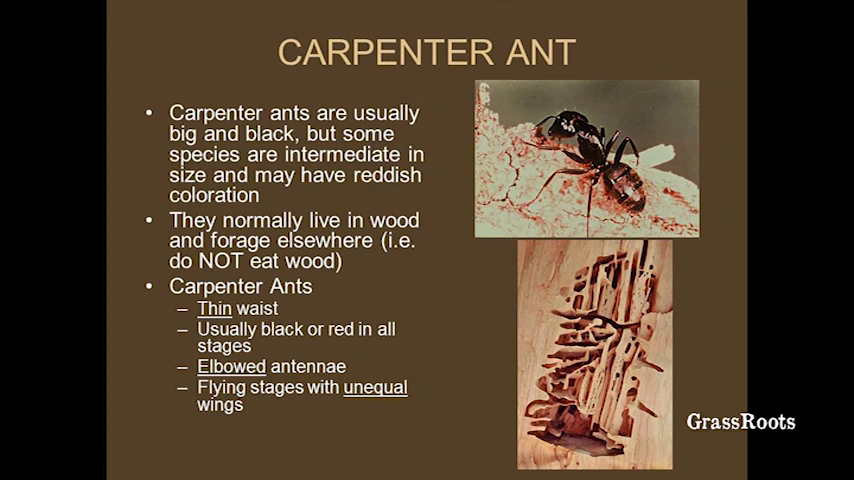 CARPENTER ANT
• Carpenter ants are usually
big and black, but some
species are intermediate in
size and may have reddish
coloration
• They normally live in wood
and forage elsewhere (i.e.
do NOT eat wood)
• Carpenter Ants
– Thin waist
– Usually black or red in all
stages
– Elbowed antennae
– Flying stages with unequal
wings
GrassRoots